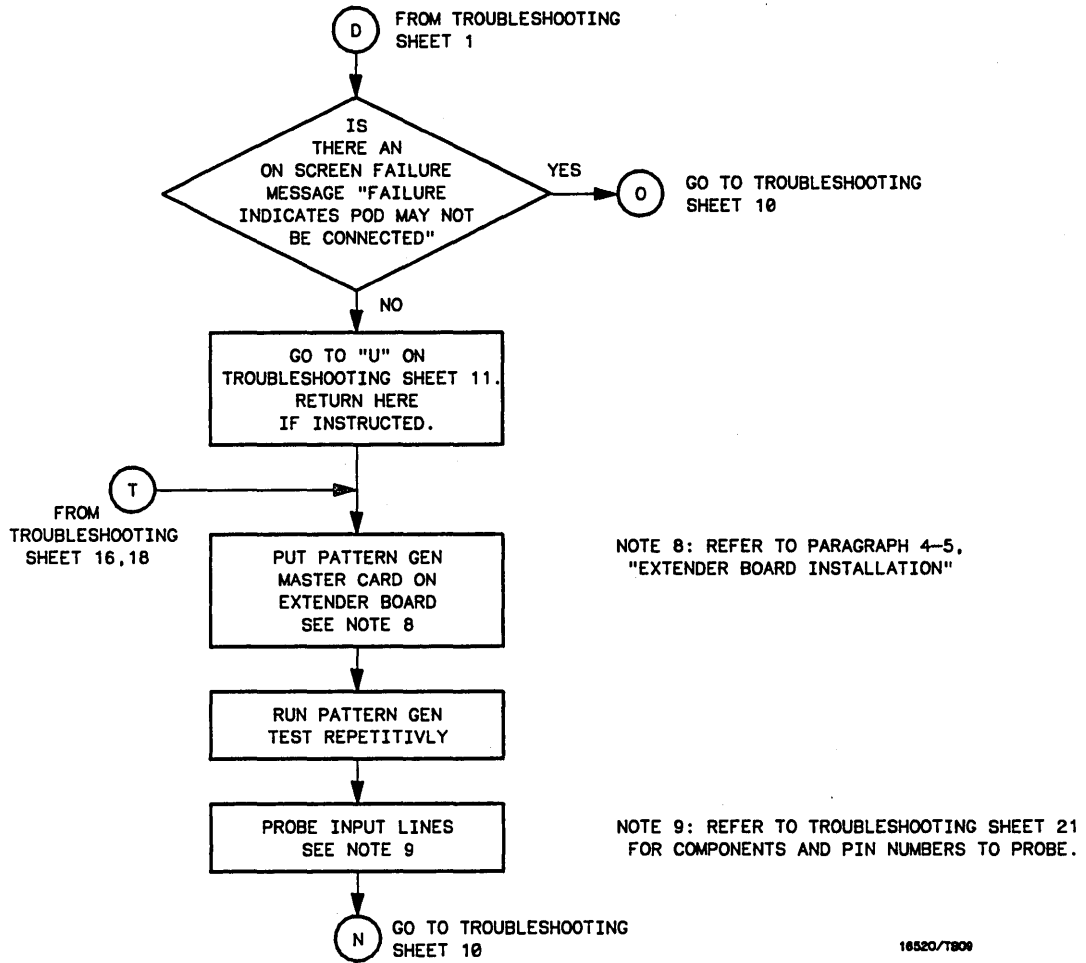 D
FROM TROUBLESHOOTING
SHEET 1
IS
THERE AN
ON SCREEN FAILURE
MESSAGE "FAILURE
INDICATES POD MAY NOT
BE CONNECTED"
YES
O
GO TO TROUBLESHOOTING
SHEET 10
NO
GO TO "U" ON
TROUBLESHOOTING SHEET 11.
RETURN HERE
IF INSTRUCTED.
T
FROM
TROUBLESHOOTING
SHEET 16,18
PUT PATTERN GEN
MASTER CARD ON
EXTENDER BOARD
SEE NOTE 8
NOTE 8: REFER TO PARAGRAPH 4-5,
"EXTENDER BOARD INSTALLATION"
RUN PATTERN GEN
TEST REPETITIVLY
PROBE INPUT LINES
SEE NOTE 9
NOTE 9: REFER TO TROUBLESHOOTING SHEET 21
FOR COMPONENTS AND PIN NUMBERS TO PROBE.
N
GO TO TROUBLESHOOTING
SHEET 10
16520/TB09